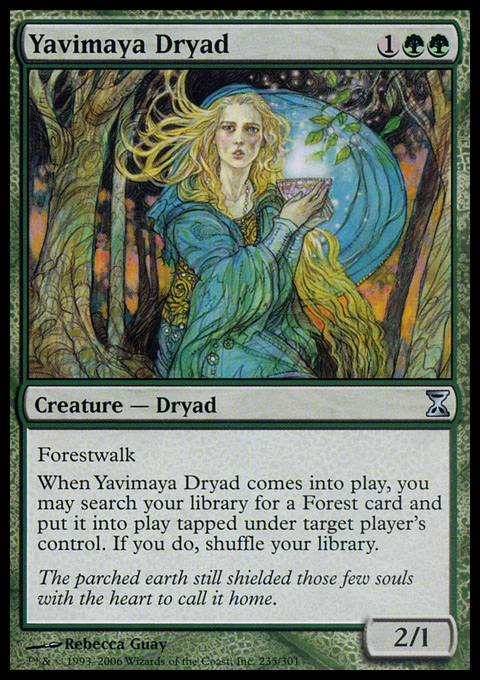 Yavimaya Dryad 1
Creature — Dryad
Forestwalk
When Yavimaya Dryad comes into play, you
may search your library for a Forest card and
put it into play tapped under target player's
control. If you do, shuffle your library.
The parched earth still shielded those few souls
with the heart to call it home.
Rebecca Guay
2/1
™ & © 1993–2006 Wizards of the Coast, Inc. 235/301